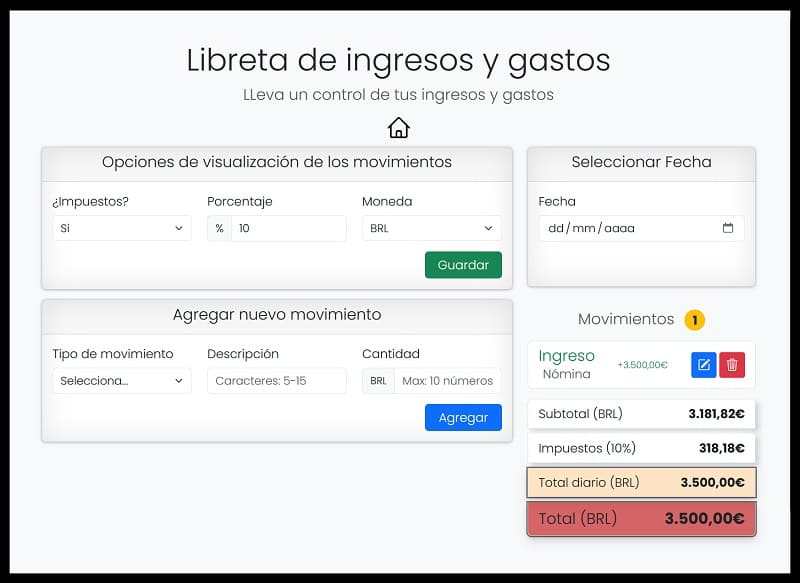 Libreta de ingresos y gastos
LLeva un control de tus ingresos y gastos
Opciones de visualización de los movimientos
¿Impuestos?
Porcentaje
Moneda
Si
% 10
BRL
Guardar
Seleccionar Fecha
Fecha
dd/mm/aaaa
Agregar nuevo movimiento
Tipo de movimiento
Descripción
Cantidad
Selecciona...
Caracteres: 5-15
BRL Max: 10 números
Agregar
Movimientos 1
Ingreso
Nómina
+3.500,00€
Subtotal (BRL) 3.181,82€
Impuestos (10%) 318,18€
Total diario (BRL) 3.500,00€
Total (BRL) 3.500,00€